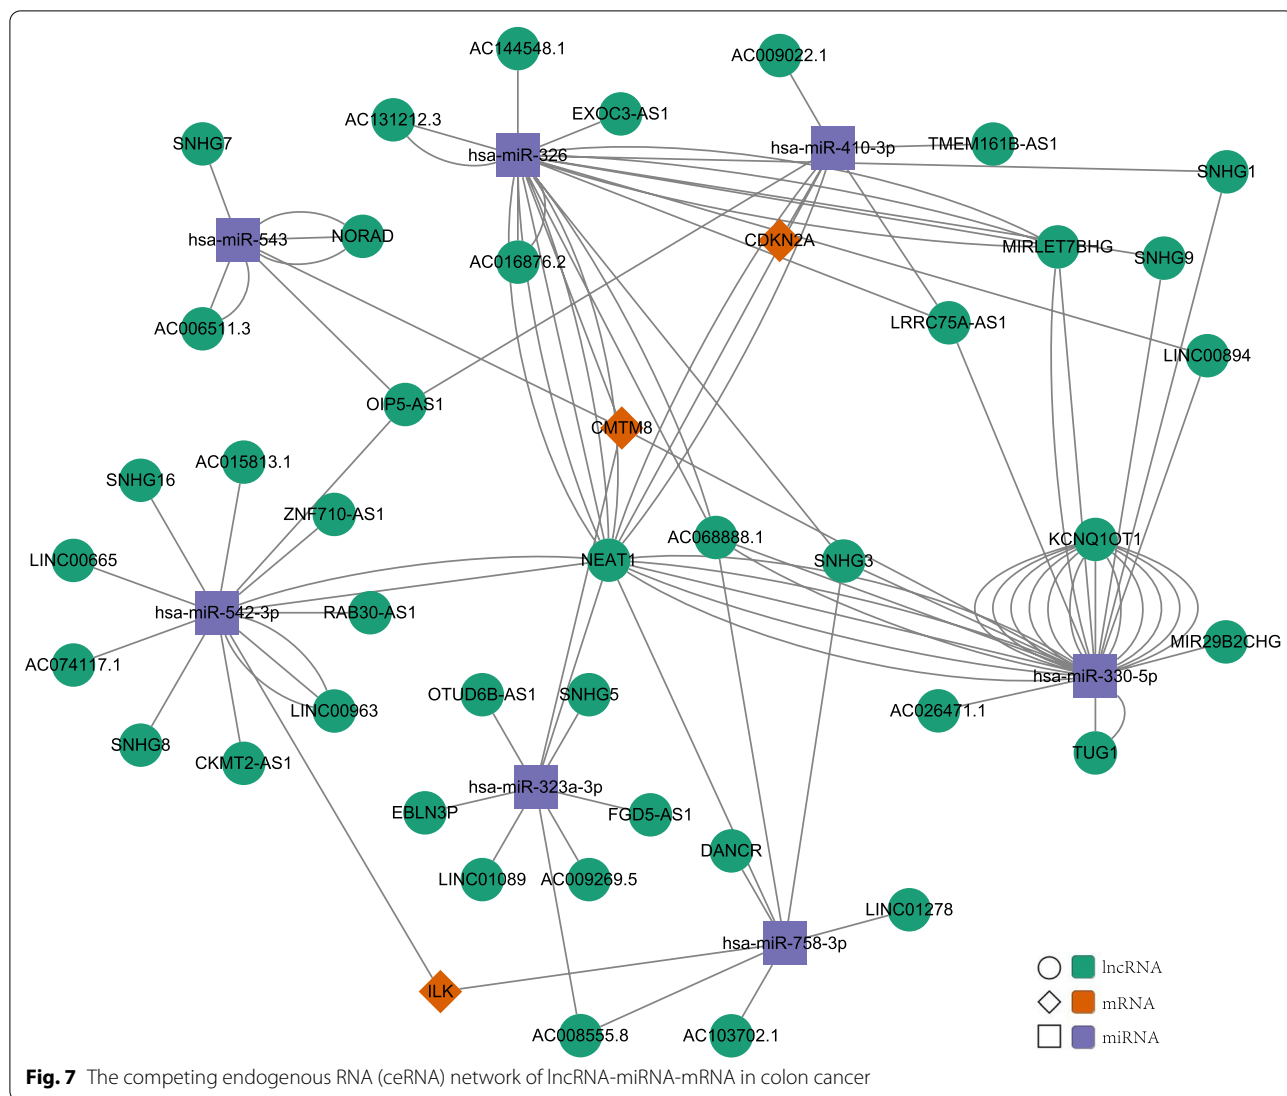 AC144548.1
AC009022.1
EXOC3-AS1
AC131212.3
SNHG7
TMEM161B-AS1
hsa-miR-410-3p
hsa-miR-326
SNHG1
NORAD
hsa-miR-543
CDKN2A
MIRLET7BHG
SNHG9
AC016876.2
AC006511.3
LRRC75A-AS1
LINC00894
OIP5-AS1
CMTM8
AC015813.1
SNHG16
ZNF710-AS1
AC068888.1
KCNQ1OT1
LINC00665
NEAT1
SNHG3
hsa-miR-542-3p
RAB30-AS1
MIR29B2CHG
AC074117.1
hsa-miR-330-5p
OTUD6B-AS1
SNHG5
LINC00963
AC026471.1
SNHG8
TUG1
CKMT2-AS1
hsa-miR-323a-3p
EBLN3P
FGD5-AS1
DANCR
LINC01089
AC009269.5
LINC01278
hsa-miR-758-3p
lncRNA
ILK
mRNA
AC008555.8
AC103702.1
miRNA
Fig. 7 The competing endogenous RNA (ceRNA) network of lncRNA-miRNA-mRNA in colon cancer